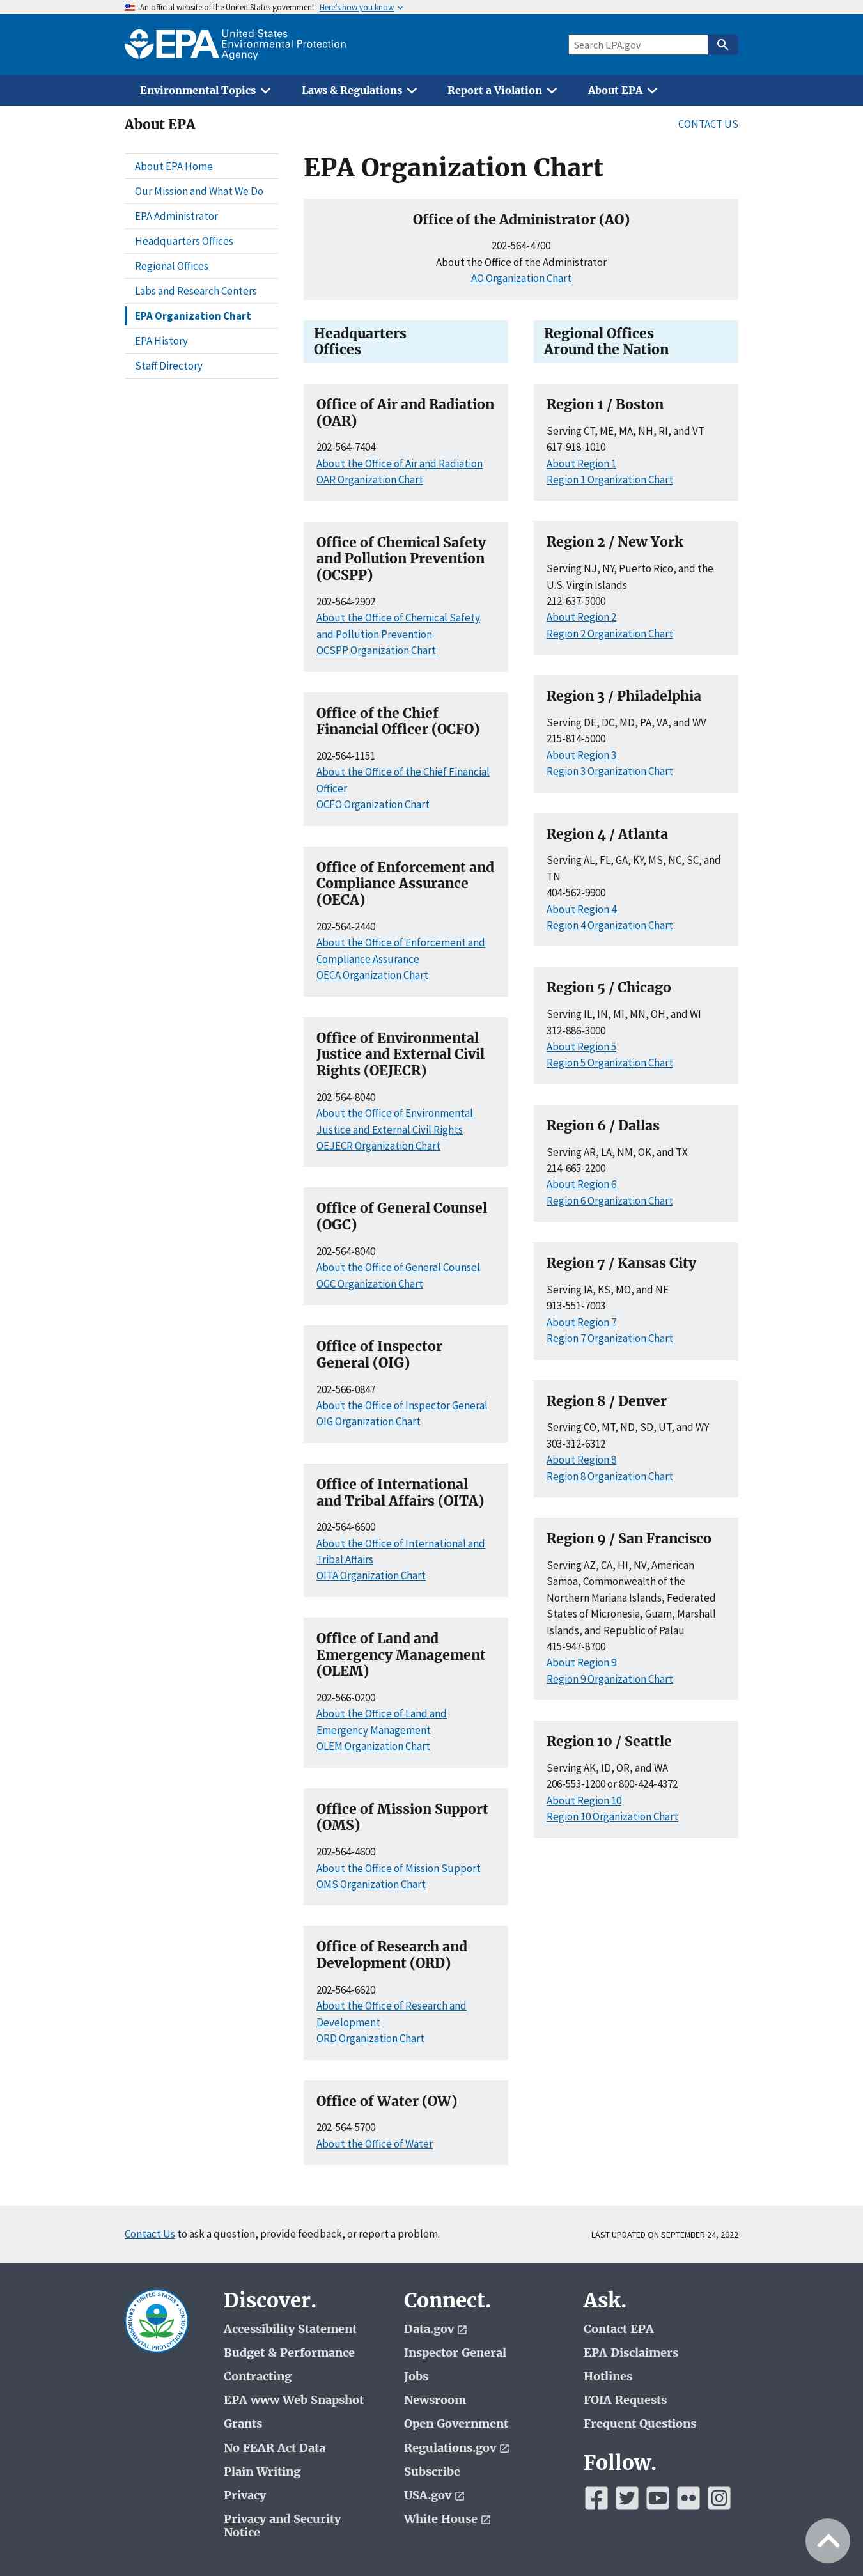 An official website of the United States government Here's how you know
EPA United States
Environmental Protection
Agency
Search EPA.gov
Environmental Topics Laws & Regulations Report a Violation About EPA
About EPA
CONTACT US
About EPA Home
Our Mission and What We Do
EPA Administrator
Headquarters Offices
Regional Offices
Labs and Research Centers
EPA Organization Chart
EPA History
Staff Directory
EPA Organization Chart
Office of the Administrator (AO)
202-564-4700
About the Office of the Administrator
AO Organization Chart
Headquarters
Offices
Office of Air and Radiation
(OAR)
202-564-7404
About the Office of Air and Radiation
OAR Organization Chart
Office of Chemical Safety
and Pollution Prevention
(OCSPP)
202-564-2902
About the Office of Chemical Safety
and Pollution Prevention
OCSPP Organization Chart
Office of the Chief
Financial Officer (OCFO)
202-564-1151
About the Office of the Chief Financial
Officer
OCFO Organization Chart
Office of Enforcement and
Compliance Assurance
(OECA)
202-564-2440
About the Office of Enforcement and
Compliance Assurance
OECA Organization Chart
Office of Environmental
Justice and External Civil
Rights (OEJECR)
202-564-8040
About the Office of Environmental
Justice and External Civil Rights
OEJECR Organization Chart
Office of General Counsel
(OGC)
202-564-8040
About the Office of General Counsel
OGC Organization Chart
Office of Inspector
General (OIG)
202-566-0847
About the Office of Inspector General
OIG Organization Chart
Office of International
and Tribal Affairs (OITA)
202-564-6600
About the Office of International and
Tribal Affairs
OITA Organization Chart
Office of Land and
Emergency Management
(OLEM)
202-566-0200
About the Office of Land and
Emergency Management
OLEM Organization Chart
Office of Mission Support
(OMS)
202-564-4600
About the Office of Mission Support
OMS Organization Chart
Office of Research and
Development (ORD)
202-564-6620
About the Office of Research and
Development
ORD Organization Chart
Office of Water (OW)
202-564-5700
About the Office of Water
Regional Offices
Around the Nation
Region 1 / Boston
Serving CT, ME, MA, NH, RI, and VT
617-918-1010
About Region 1
Region 1 Organization Chart
Region 2 / New York
Serving NJ, NY, Puerto Rico, and the
U.S. Virgin Islands
212-637-5000
About Region 2
Region 2 Organization Chart
Region 3 / Philadelphia
Serving DE, DC, MD, PA, VA, and WV
215-814-5000
About Region 3
Region 3 Organization Chart
Region 4 / Atlanta
Serving AL, FL, GA, KY, MS, NC, SC, and
TN
404-562-9900
About Region 4
Region 4 Organization Chart
Region 5 / Chicago
Serving IL, IN, MI, MN, OH, and WI
312-886-3000
About Region 5
Region 5 Organization Chart
Region 6 / Dallas
Serving AR, LA, NM, OK, and TX
214-665-2200
About Region 6
Region 6 Organization Chart
Region 7 / Kansas City
Serving IA, KS, MO, and NE
913-551-7003
About Region 7
Region 7 Organization Chart
Region 8 / Denver
Serving CO, MT, ND, SD, UT, and WY
303-312-6312
About Region 8
Region 8 Organization Chart
Region 9 / San Francisco
Serving AZ, CA, HI, NV, American
Samoa, Commonwealth of the
Northern Mariana Islands, Federated
States of Micronesia, Guam, Marshall
Islands, and Republic of Palau
415-947-8700
About Region 9
Region 9 Organization Chart
Region 10 / Seattle
Serving AK, ID, OR, and WA
206-553-1200 or 800-424-4372
About Region 10
Region 10 Organization Chart
Contact Us to ask a question, provide feedback, or report a problem.
LAST UPDATED ON SEPTEMBER 24, 2022
UNITED STATES ENVIRONMENTAL PROTECTION AGENCY
Discover.
Accessibility Statement
Budget & Performance
Contracting
EPA www Web Snapshot
Grants
No FEAR Act Data
Plain Writing
Privacy
Privacy and Security
Notice
Connect.
Data.gov
Inspector General
Jobs
Newsroom
Open Government
Regulations.gov
Subscribe
USA.gov
White House
Ask.
Contact EPA
EPA Disclaimers
Hotlines
FOIA Requests
Frequent Questions
Follow.